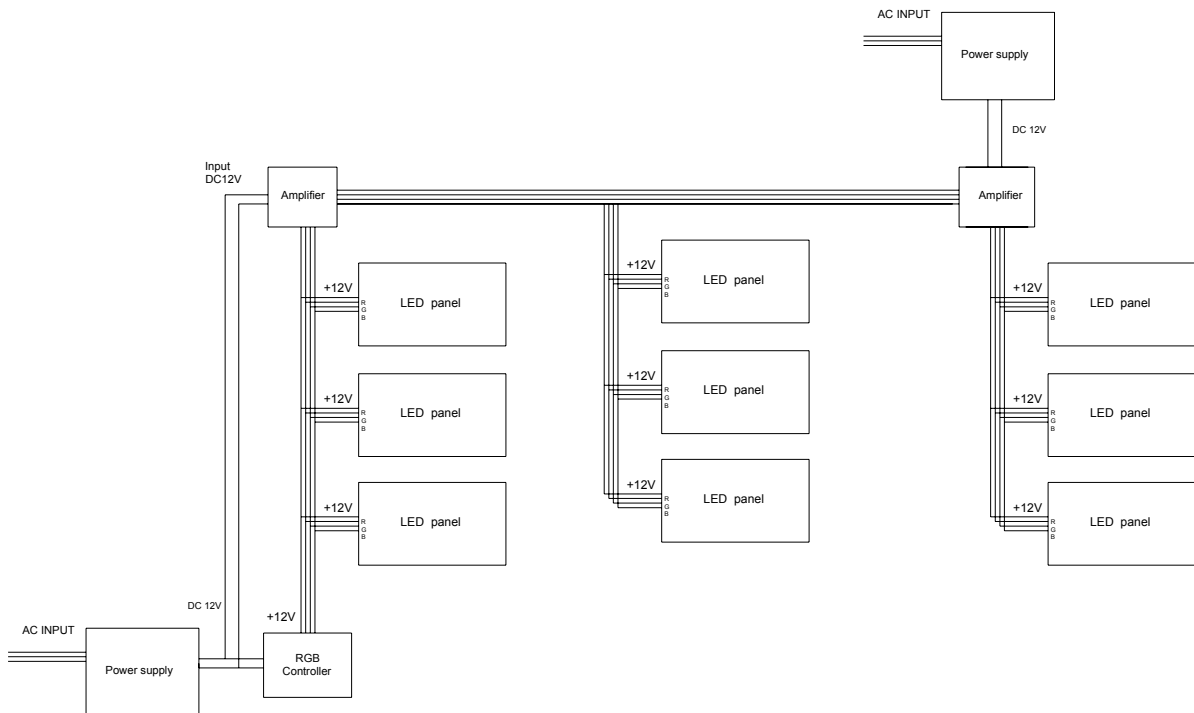 AC INPUT
Power supply
DC 12V
Input
DC12V
Amplifier
Amplifier
+12V
R
G
B
LED panel
+12V
R
G
B
LED panel
+12V
R
G
B
LED panel
+12V
R
G
B
LED panel
+12V
R
G
B
LED panel
+12V
R
G
B
LED panel
+12V
R
G
B
LED panel
+12V
R
G
B
LED panel
+12V
R
G
B
LED panel
DC 12V
+12V
AC INPUT
Power supply
RGB
Controller